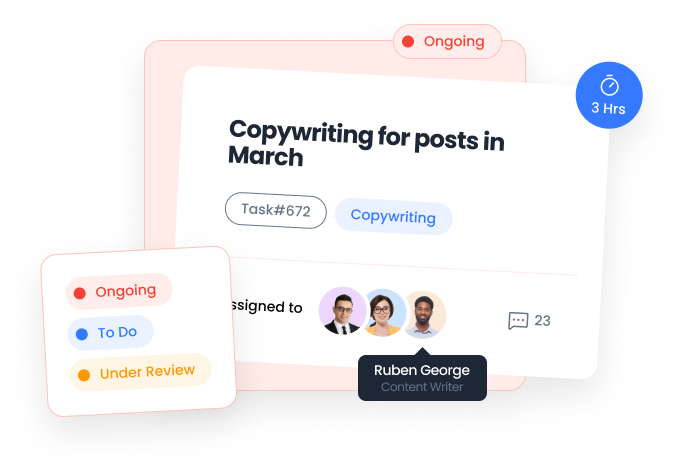 Ongoing
3 Hrs
Copywriting for posts in
March
Task#672
Copywriting
ssigned to
23
Ongoing
To Do
Under Review
Ruben George
Content Writer